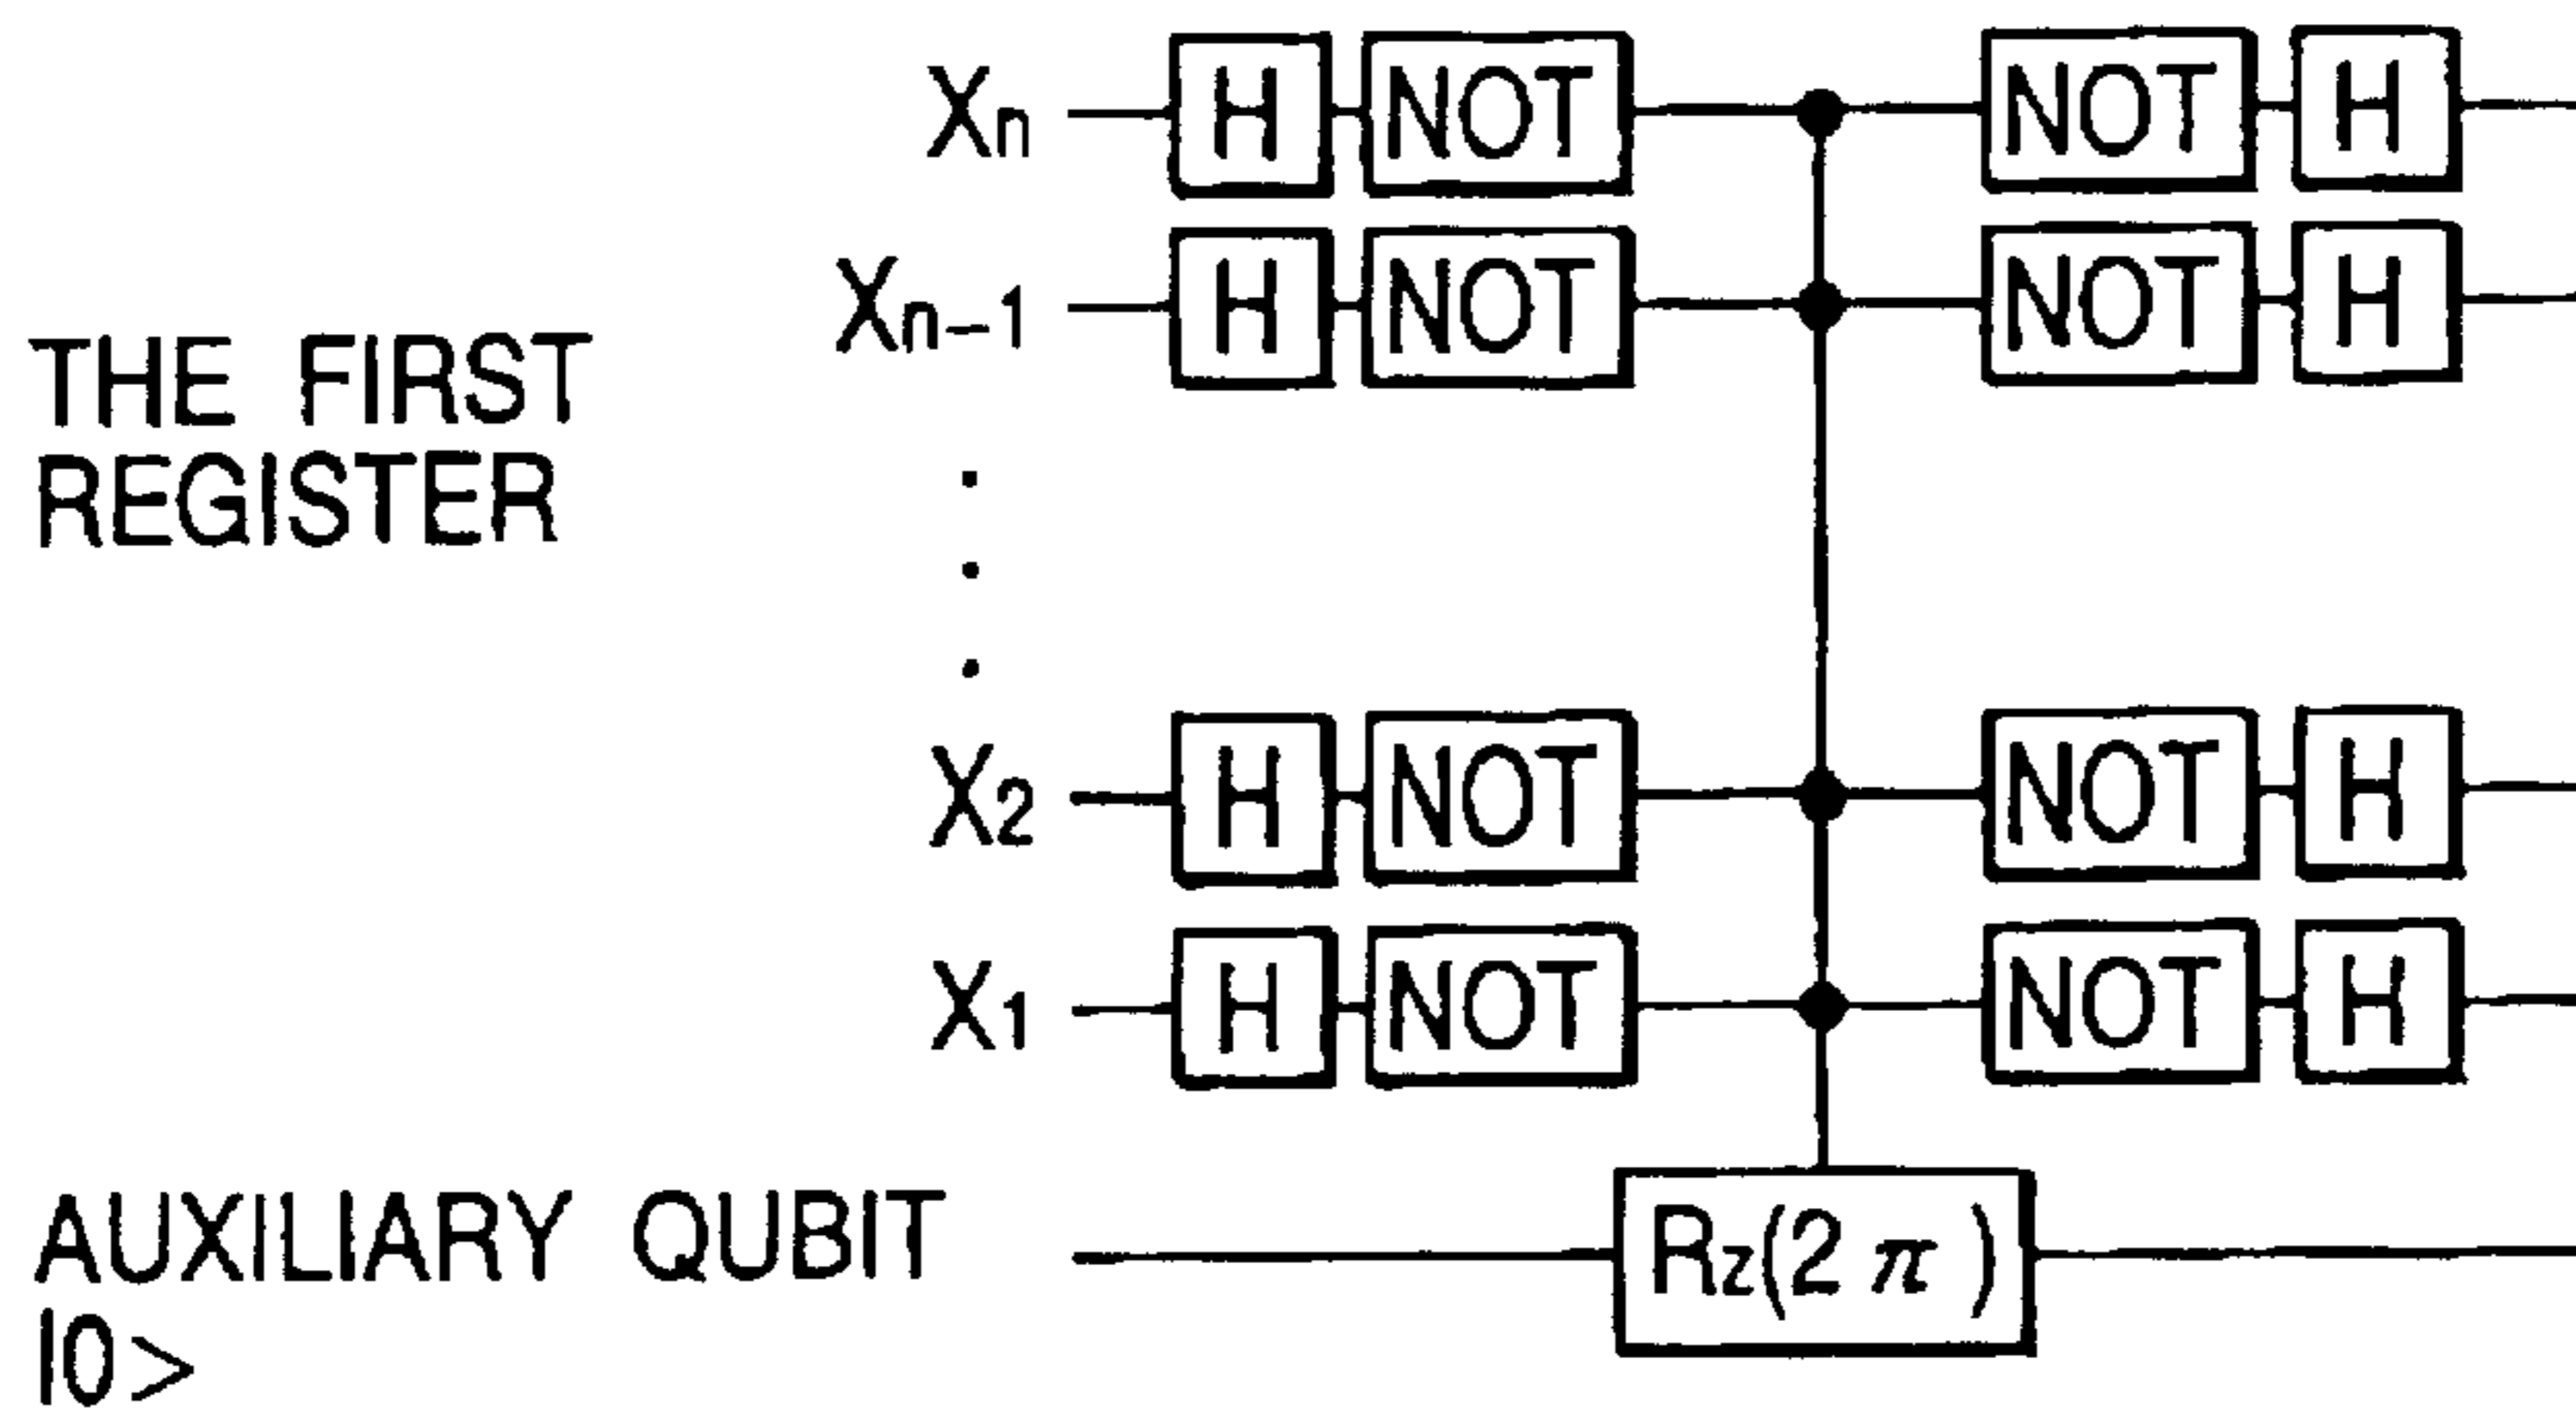 Xn H NOT NOT H
Xn-1 H NOT NOT H
THE FIRST
REGISTER
X2 H NOT NOT H
X1 H NOT NOT H
AUXILIARY QUBIT Rz(2π)
|0>